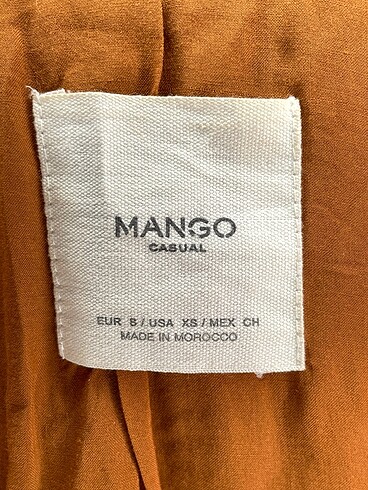 MANGO
CASUAL
EUR S / USA XS / MEX CH
MADE IN MOROCCO